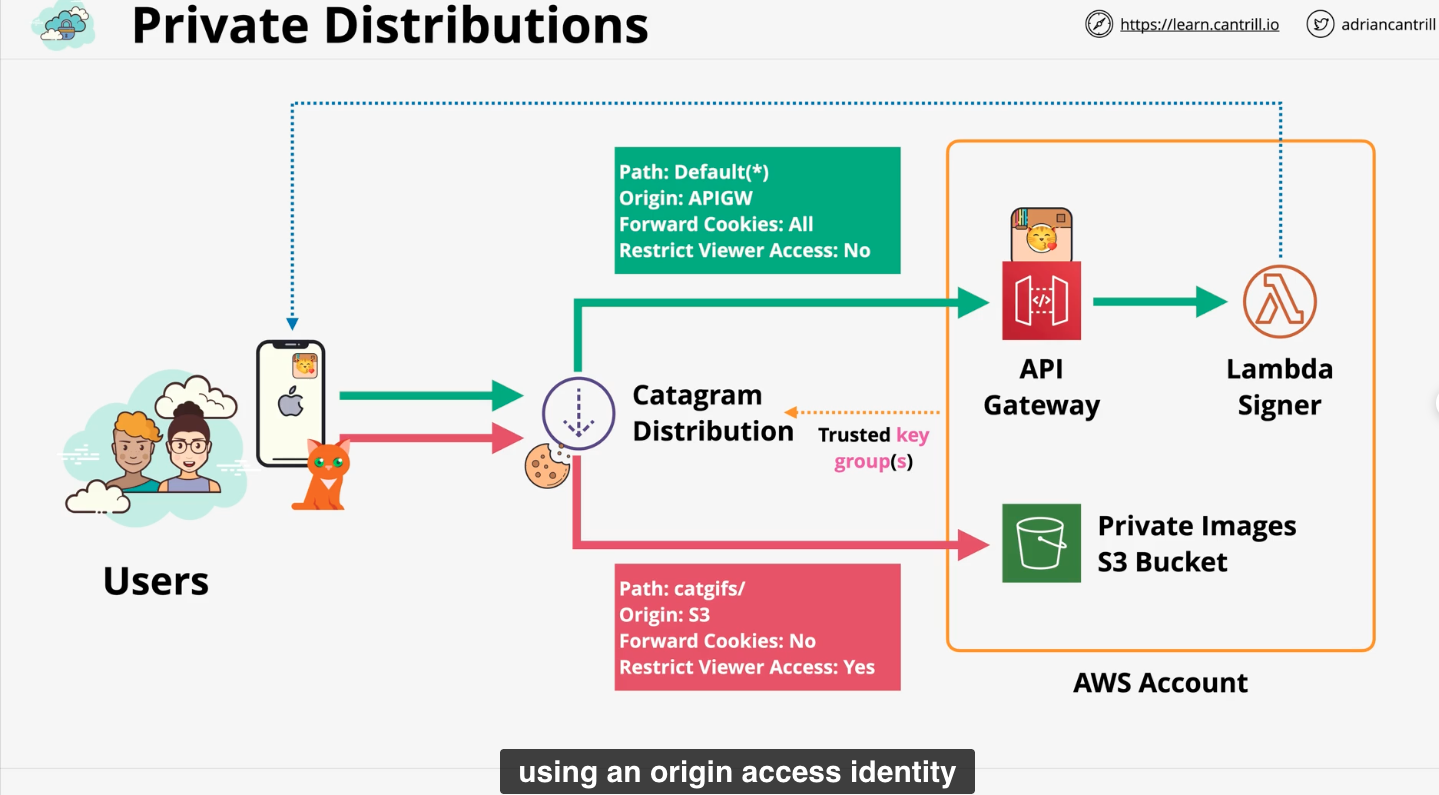 Private Distributions
https://learn.cantrill.io
adriancantrill
Path: Default(*)
Origin: APIGW
Forward Cookies: All
Restrict Viewer Access: No
API
Gateway
Lambda
Signer
Catagram
Distribution
Trusted key
group(s)
Users
Private Images
S3 Bucket
Path: catgifs/
Origin: S3
Forward Cookies: No
Restrict Viewer Access: Yes
AWS Account
using an origin access identity